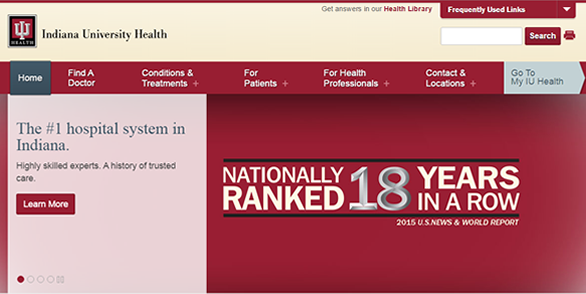 Get answers in our Health Library
Frequently Used Links
HEALTH
Indiana University Health
Search
Home
Find A
Doctor
Conditions &
Treatments +
For
Patients +
For Health
Professionals +
Contact &
Locations +
Go To
My IU Health
The #1 hospital system in
Indiana.
Highly skilled experts. A history of trusted
care.
Learn More
NATIONALLY
RANKED
18
YEARS
IN A ROW
2015 U.S.NEWS & WORLD REPORT